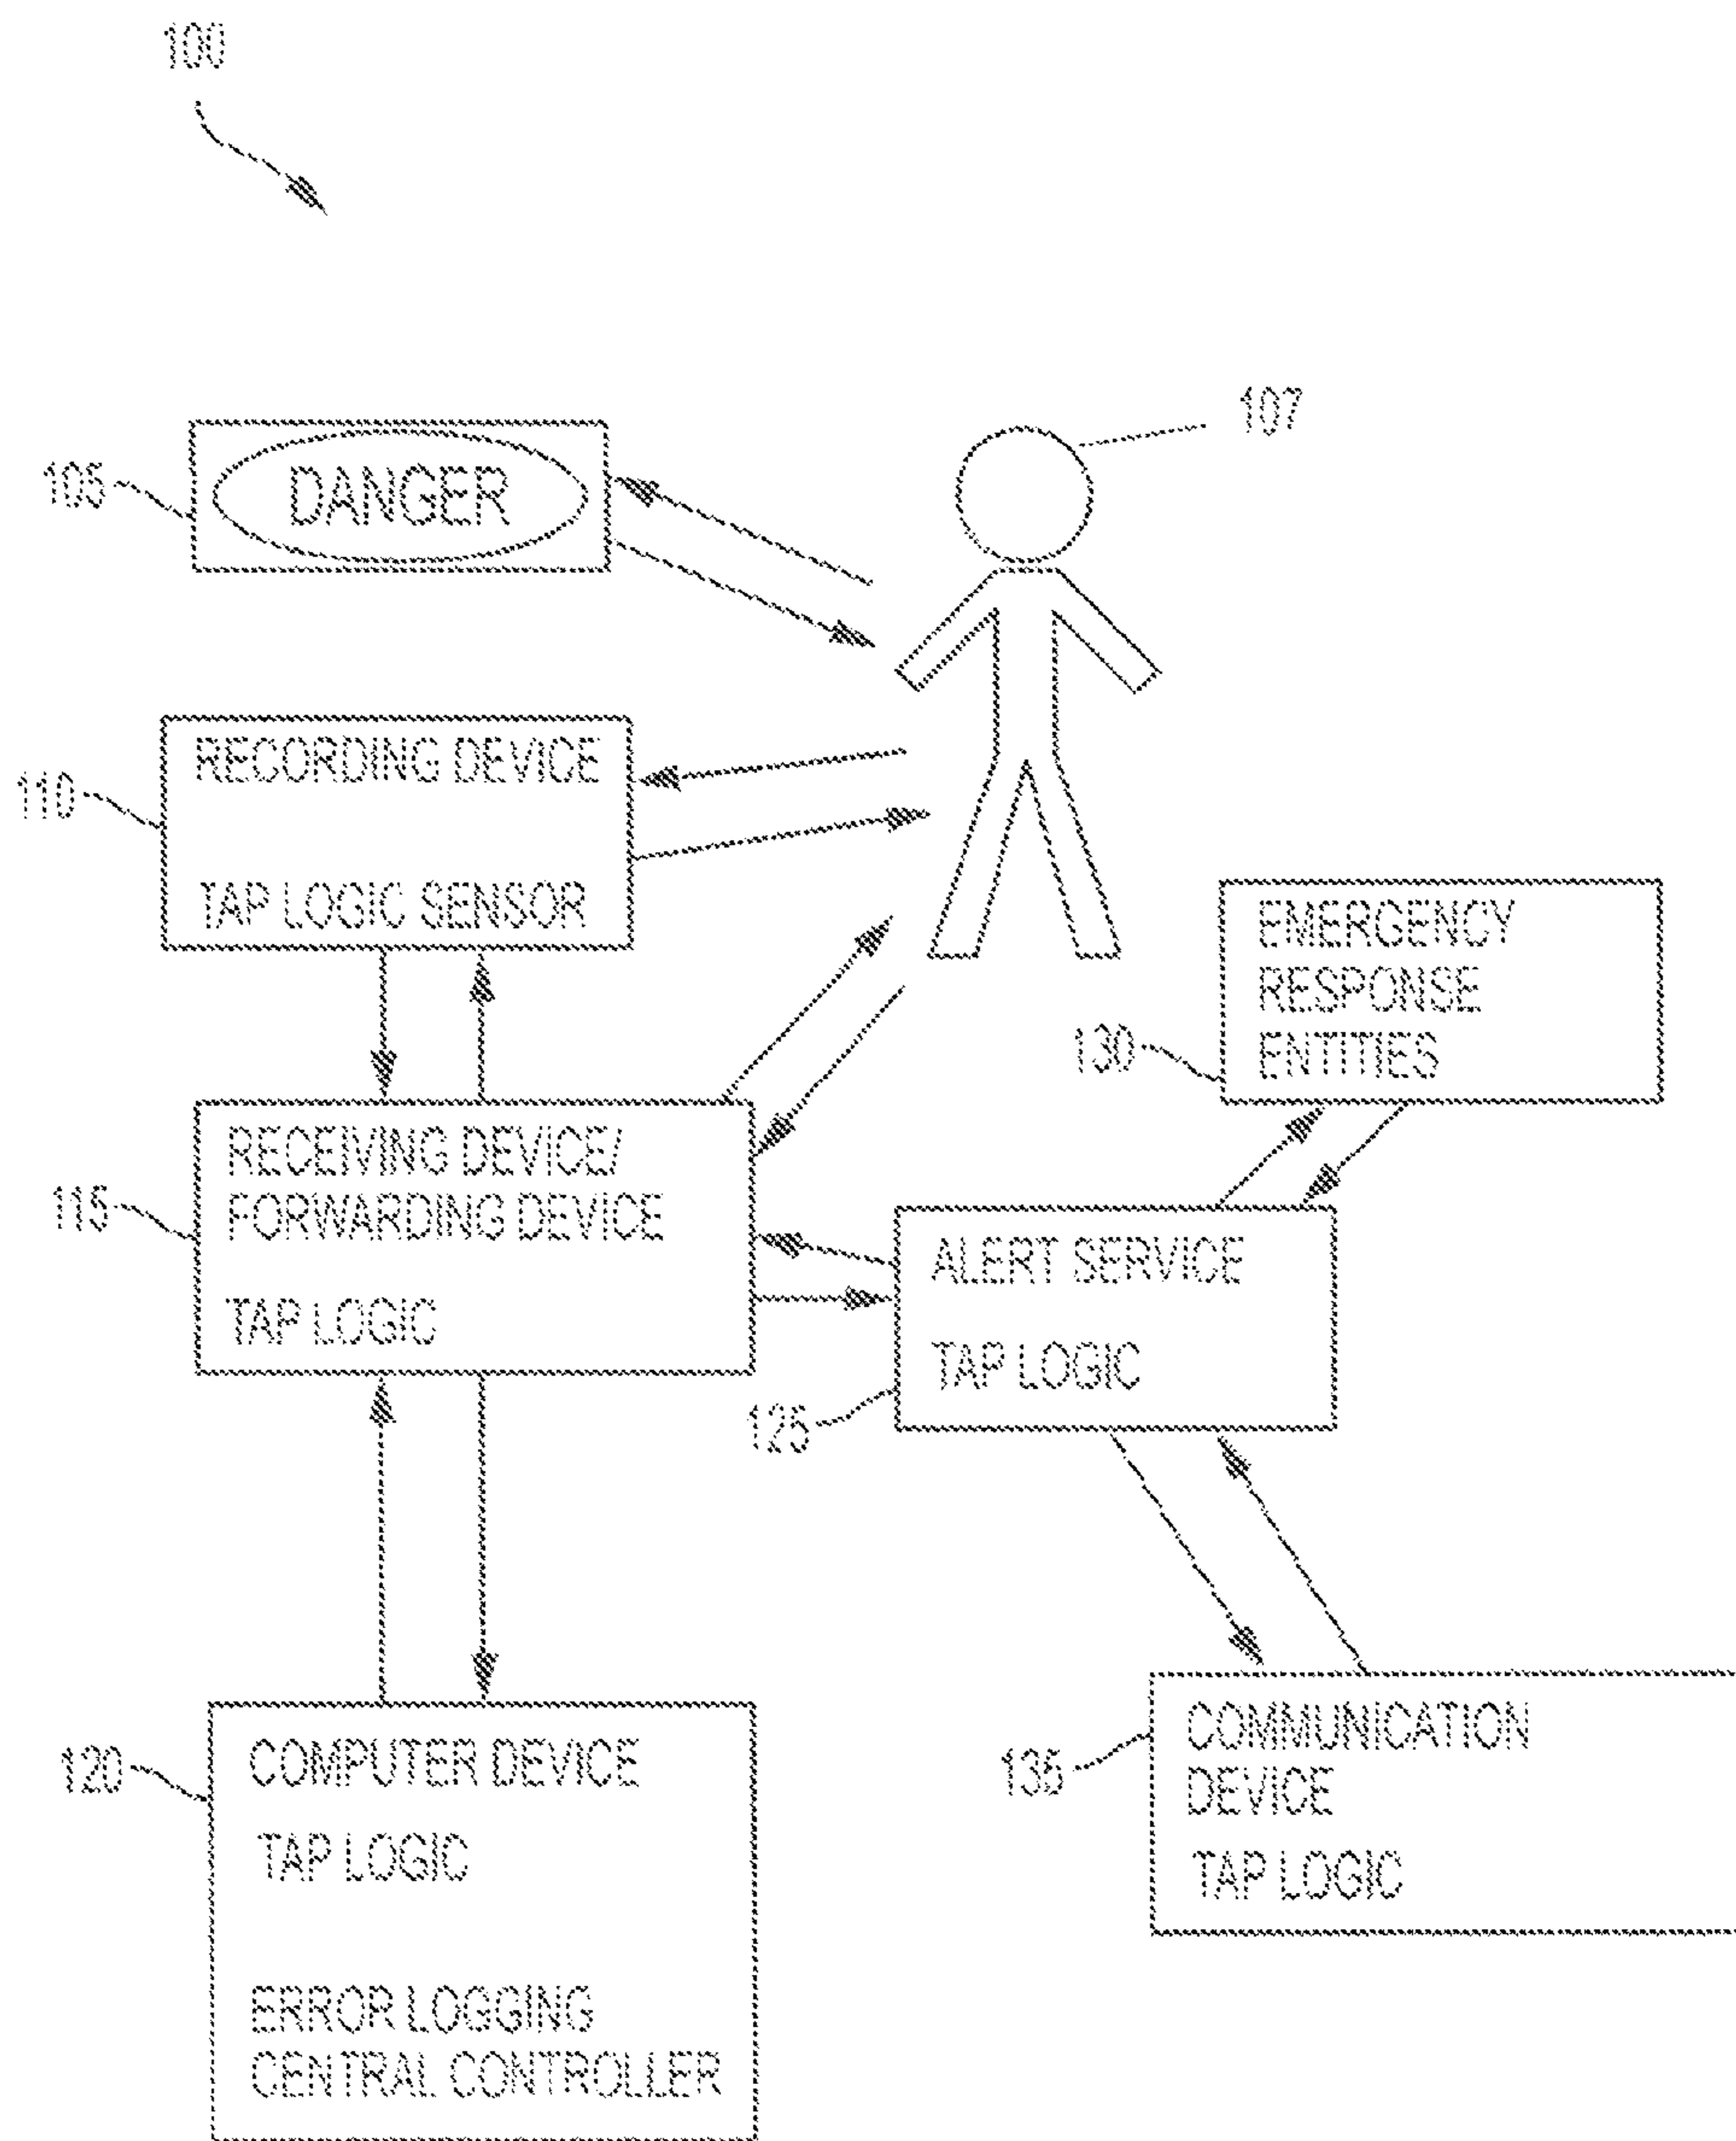 100
107
105
DANGER
110
RECORDING DEVICE
TAP LOGIC SENSOR
130
EMERGENCY
RESPONSE
ENTITIES
115
RECEIVING DEVICE/
FORWARDING DEVICE
TAP LOGIC
125
ALERT SERVICE
TAP LOGIC
120
COMPUTER DEVICE
TAP LOGIC
ERROR LOGGING
CENTRAL CONTROLLER
135
COMMUNICATION
DEVICE
TAP LOGIC